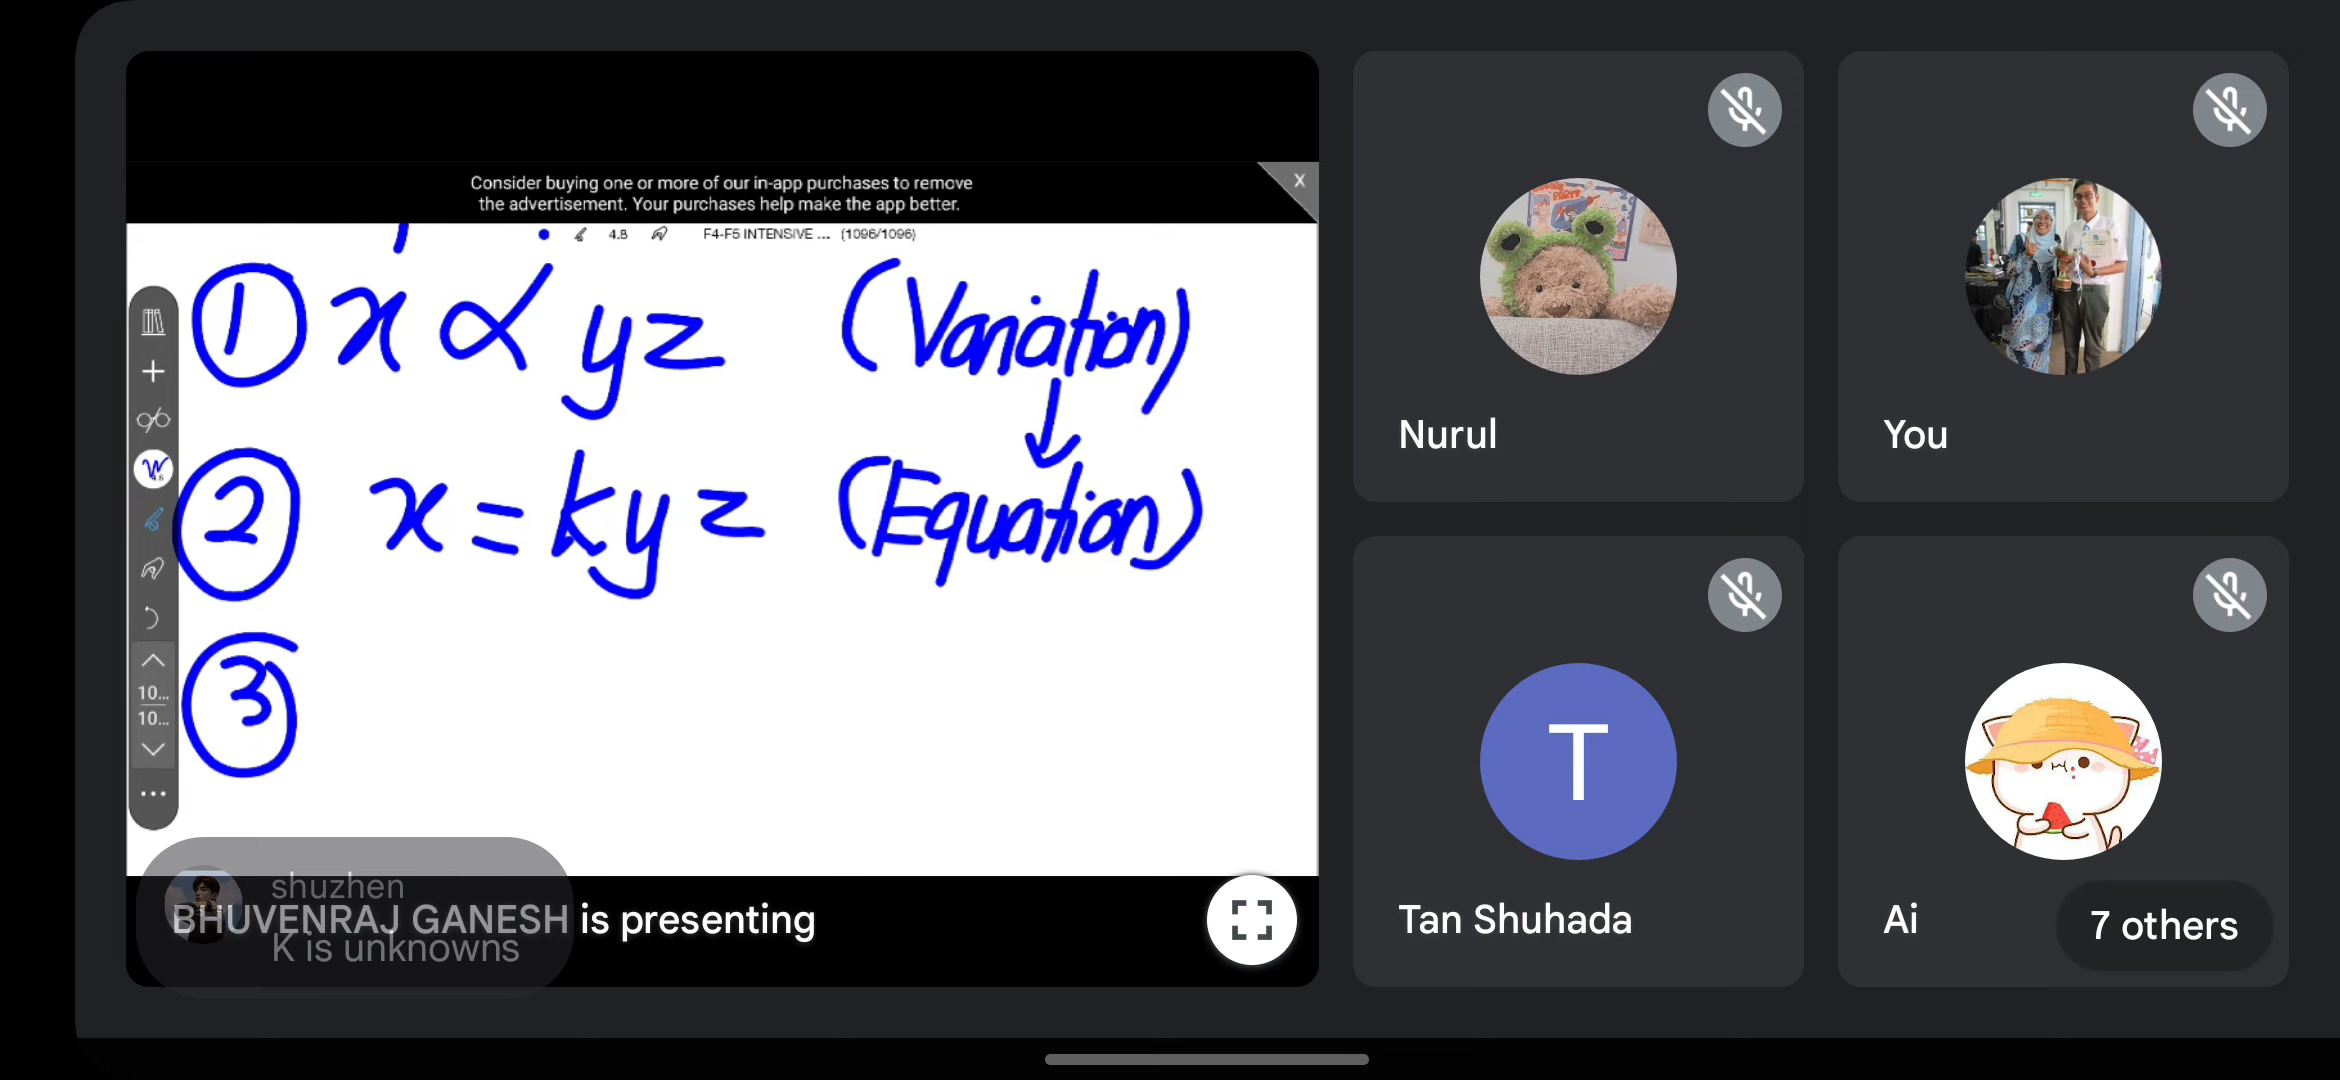 Consider buying one or more of our in-app purchases to remove
the advertisement. Your purchases help make the app better.
X
4.8 F4-F5 INTENSIVE ... (1096/1096)
① x ∝ yz (Variation)
② x = kyz (Equation)
③
W
4.8
10...
10...
shuzhen
BHUVENRAJ GANESH is presenting
K is unknowns
Nurul
You
T
Tan Shuhada
Ai
7 others